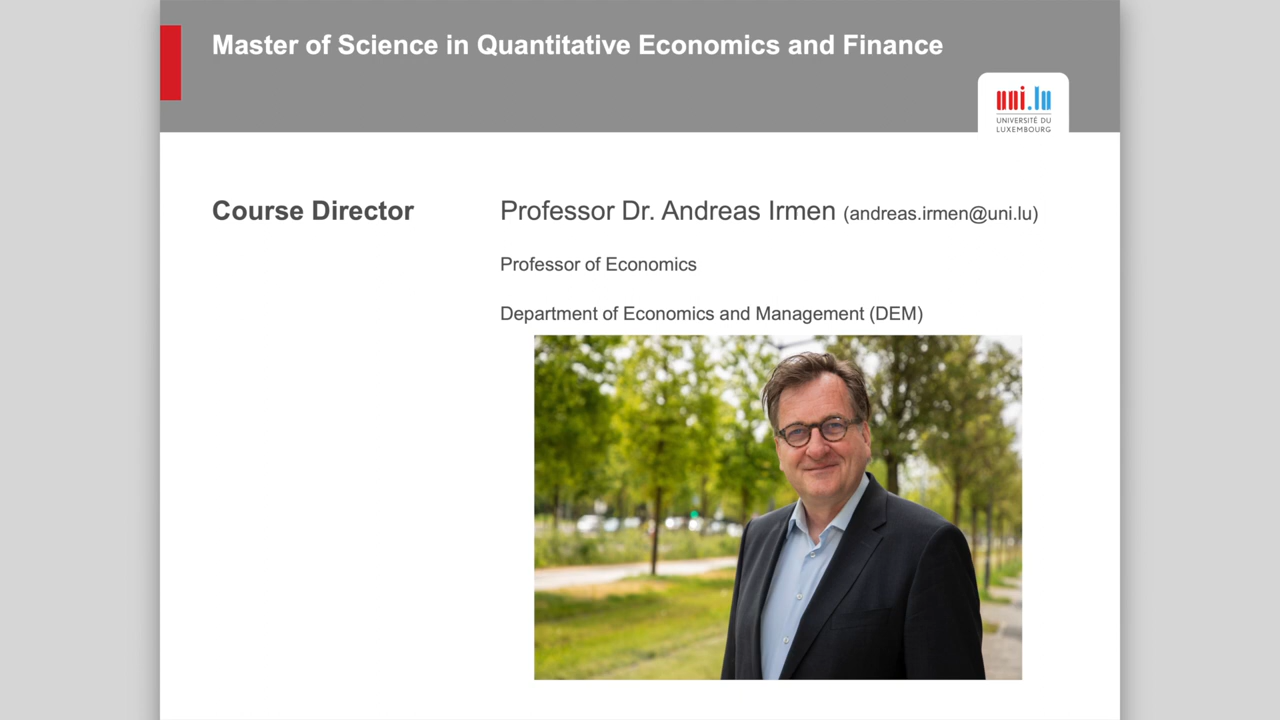 Master of Science in Quantitative Economics and Finance
uni.lu
UNIVERSITÉ DU
LUXEMBOURG
Course Director
Professor Dr. Andreas Irmen (andreas.irmen@uni.lu)
Professor of Economics
Department of Economics and Management (DEM)